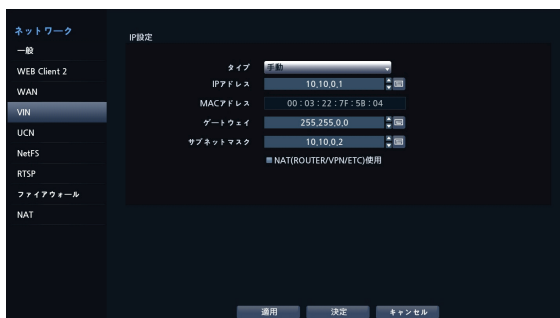 ネットワーク
一般
WEB Client 2
WAN
VIN
UCN
NetFS
RTSP
ファイアウォール
NAT
IP設定
タイプ 手動
IPアドレス 10,10,0,1
MACアドレス 00 : 03 : 22 : 7F : 5B : 04
ゲートウェイ 255,255,0,0
サブネットマスク 10,10,0,2
NAT(ROUTER/VPN/ETC)使用
適用 決定 キャンセル